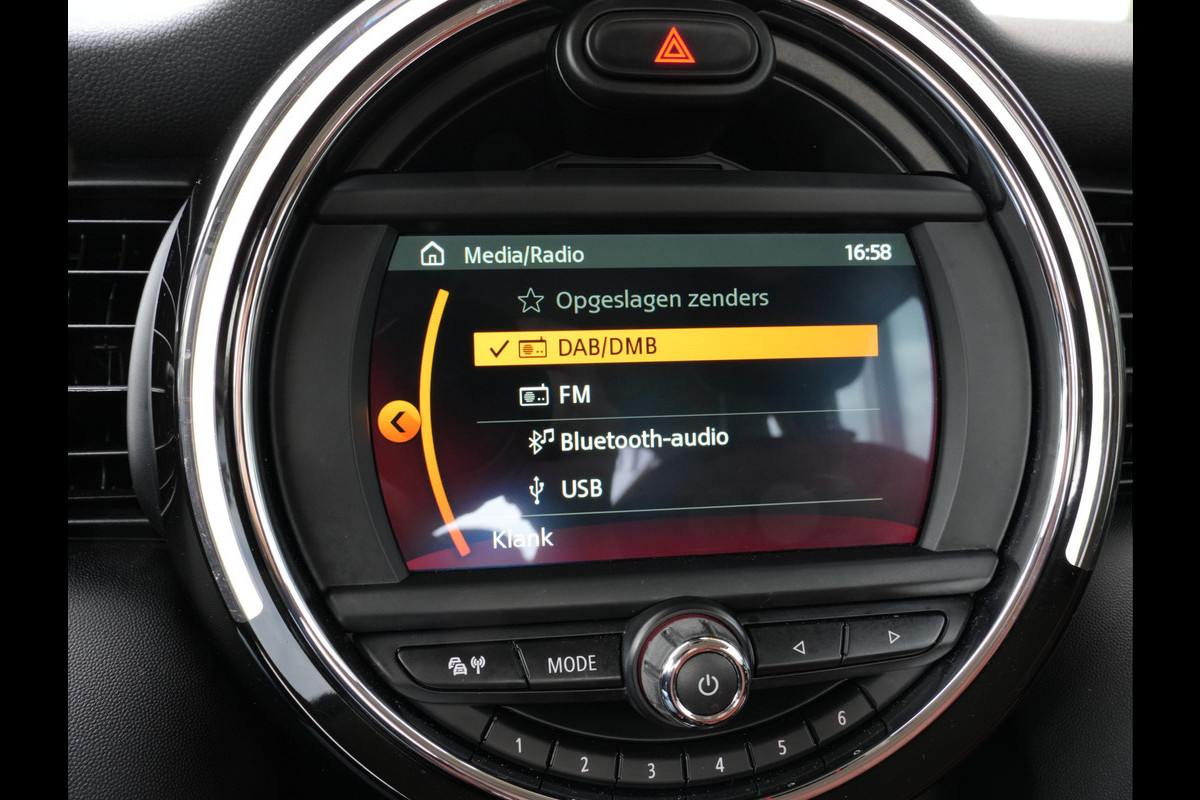 Media/Radio 16:58
Opgeslagen zenders
DAB/DMB
FM
Bluetooth-audio
USB
Klank
MODE
1 2 3 4 5 6